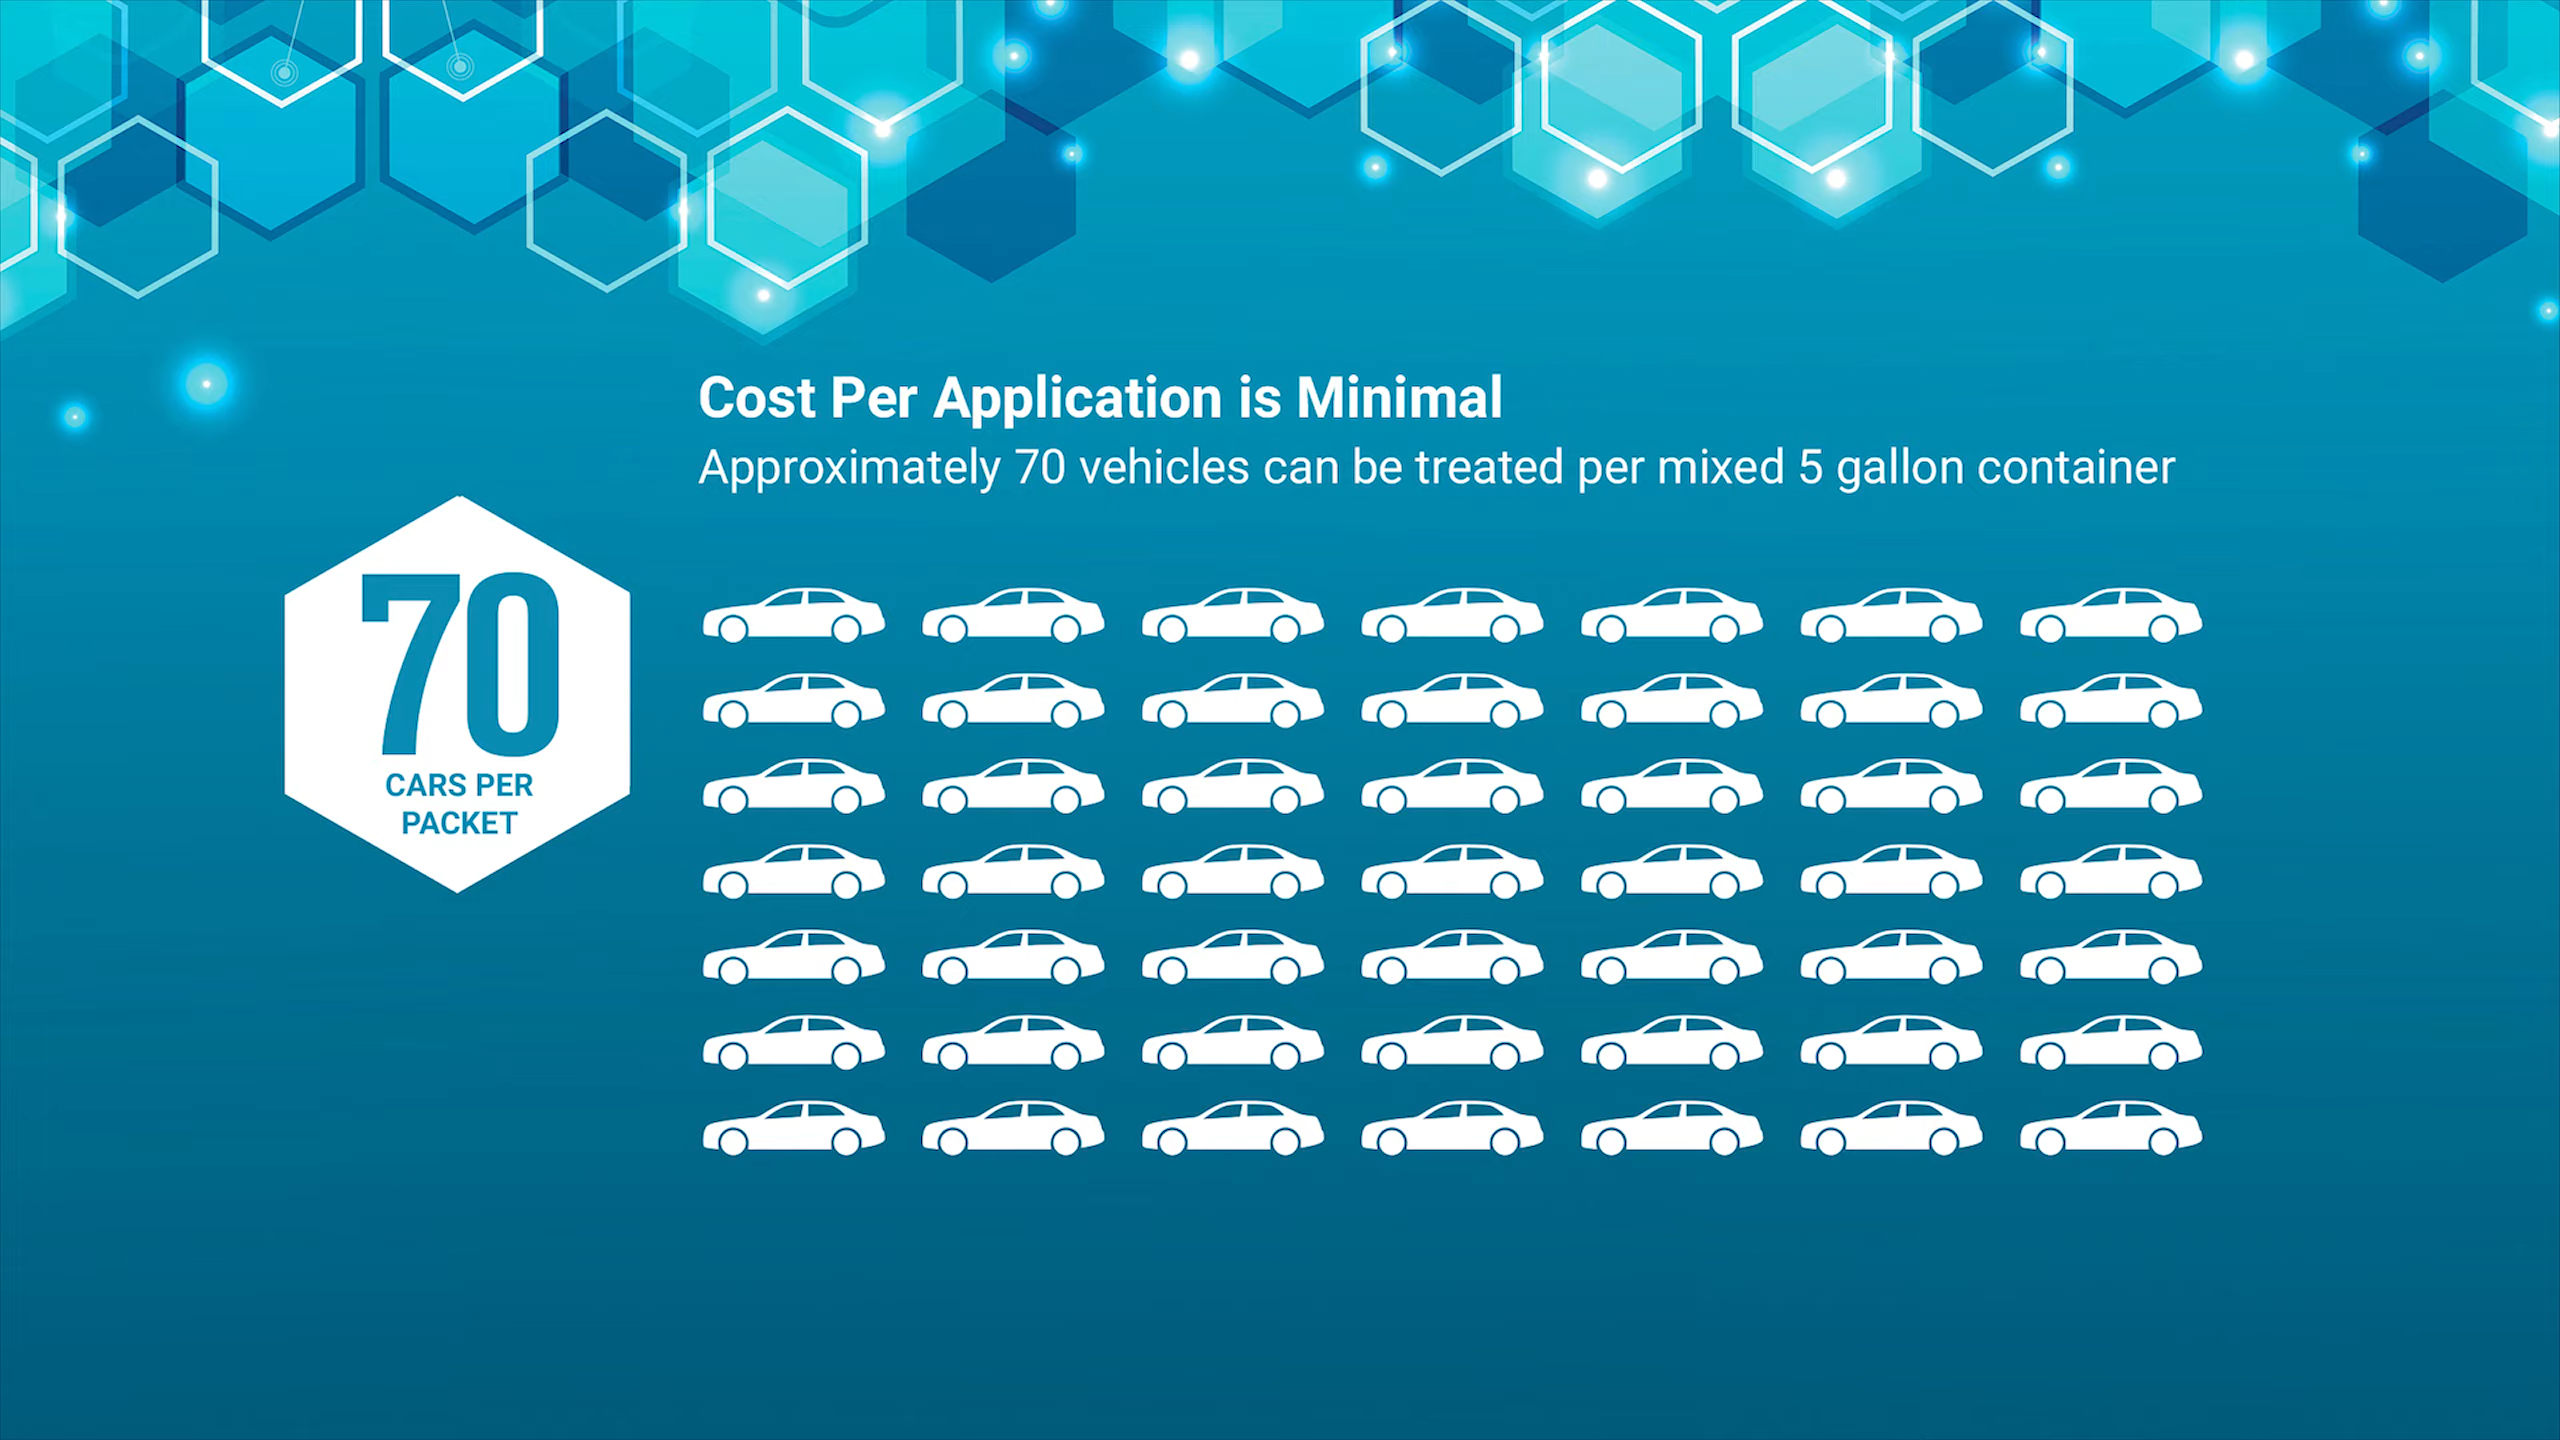 Cost Per Application is Minimal
Approximately 70 vehicles can be treated per mixed 5 gallon container
70
CARS PER
PACKET